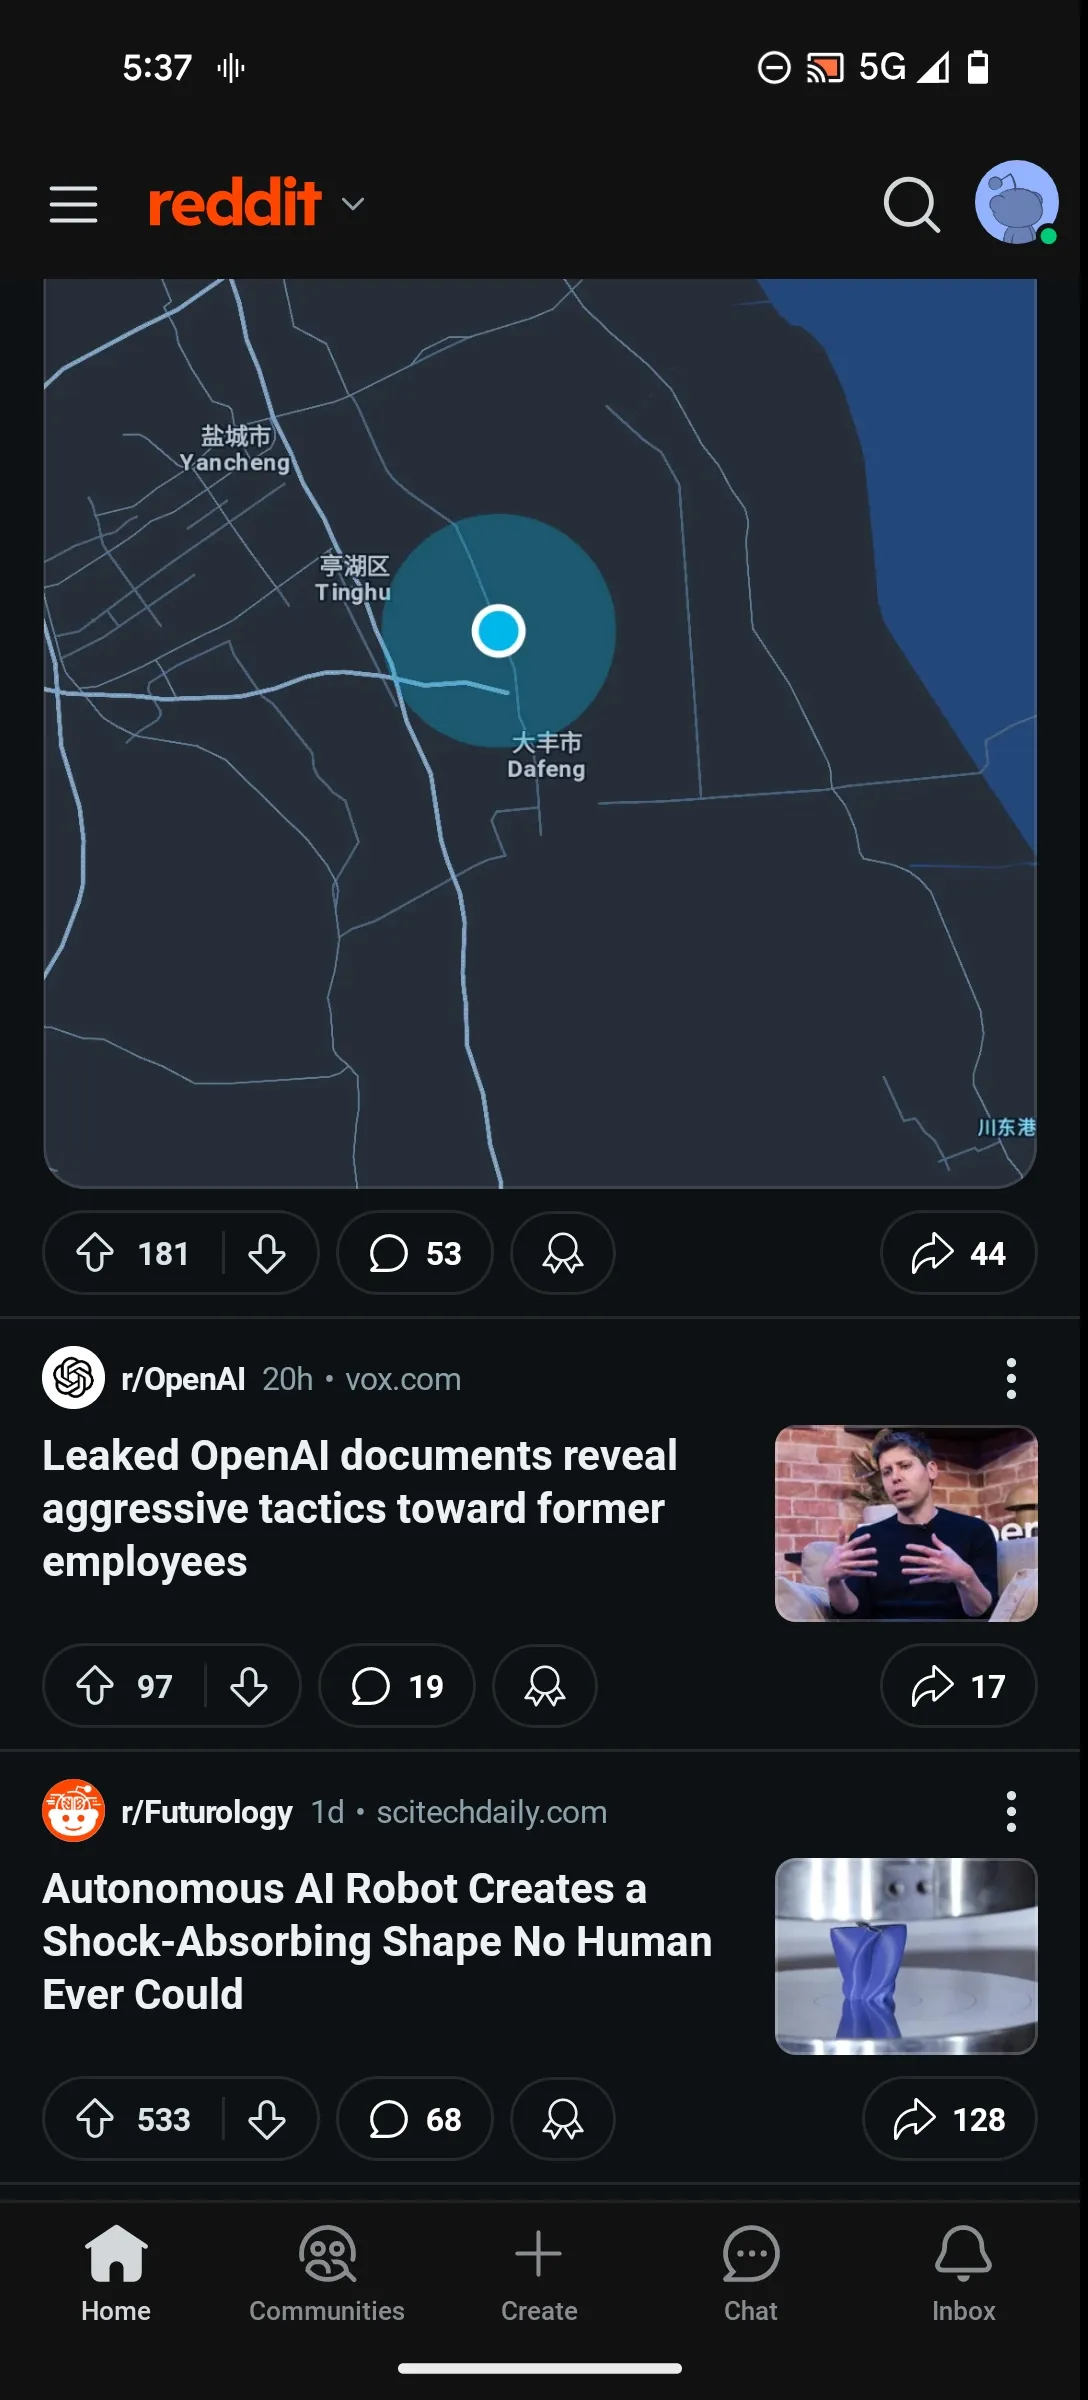 5:37
5G
reddit
盐城市
Yancheng
亭湖区
Tinghu
大丰市
Dafeng
川东港
181
53
44
r/OpenAI 20h • vox.com
Leaked OpenAI documents reveal
aggressive tactics toward former
employees
ber
97
19
17
r/Futurology 1d • scitechdaily.com
Autonomous AI Robot Creates a
Shock-Absorbing Shape No Human
Ever Could
533
68
128
Home
Communities
Create
Chat
Inbox